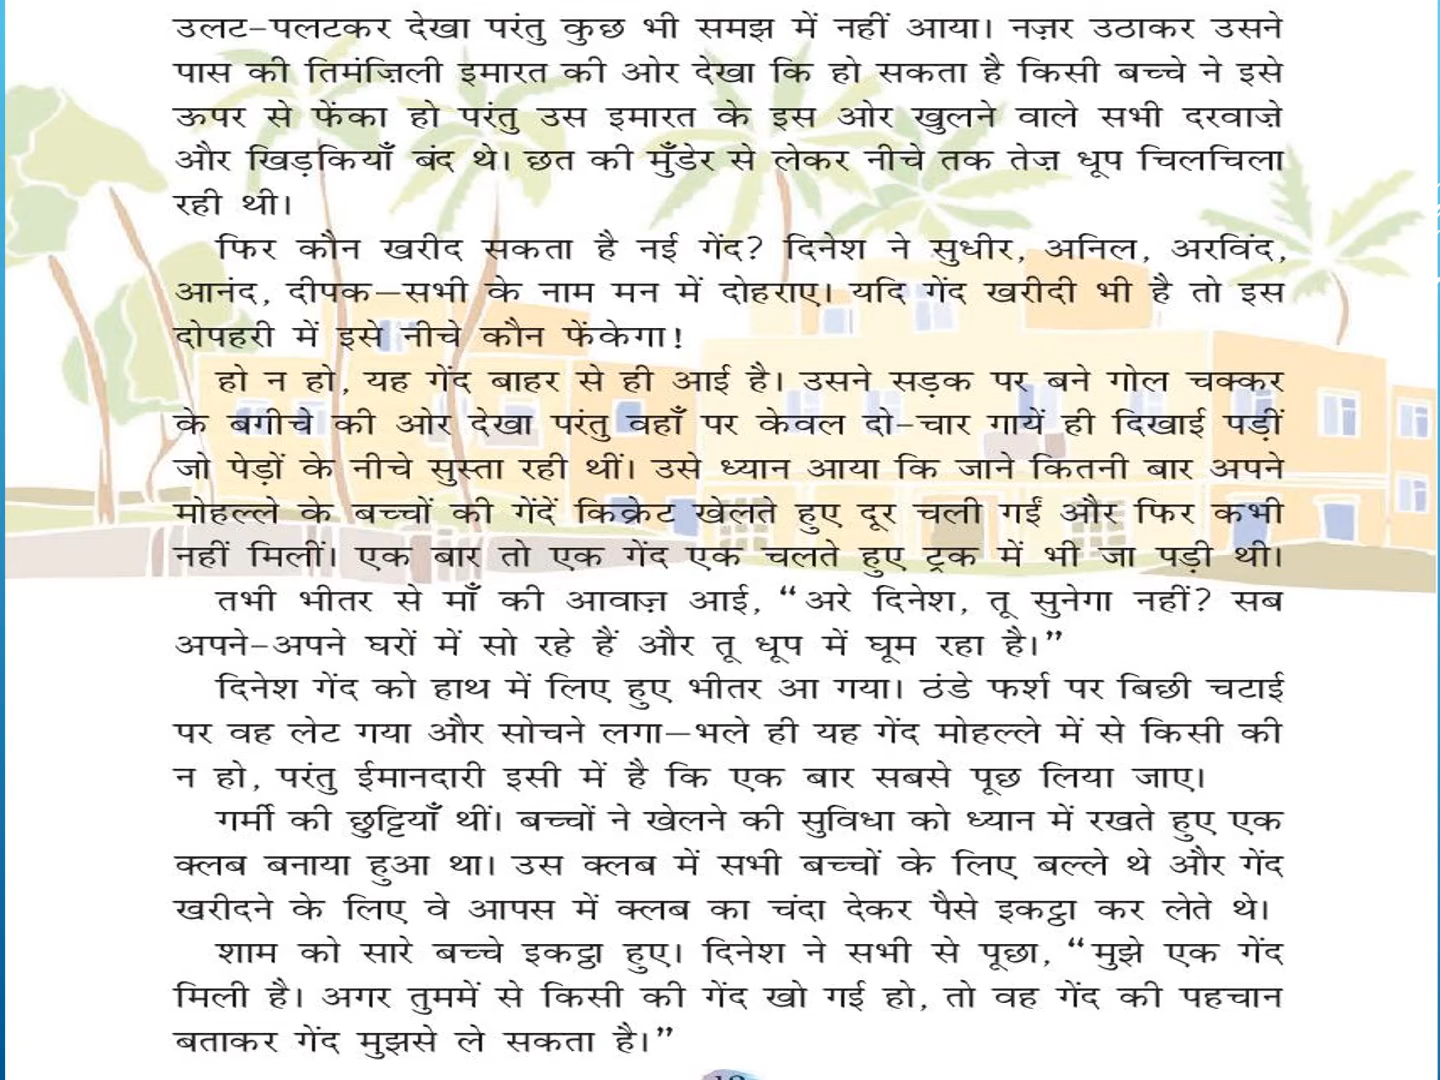 उलट-पलटकर देखा परंतु कुछ भी समझ में नहीं आया। नज़र उठाकर उसने
पास की तिमंज़िली इमारत की ओर देखा कि हो सकता है किसी बच्चे ने इसे
ऊपर से फेंका हो परंतु उस इमारत के इस ओर खुलने वाले सभी दरवाज़े
और खिड़कियाँ बंद थे। छत की मुँडेर से लेकर नीचे तक तेज़ धूप चिलचिला
रही थी।
फिर कौन खरीद सकता है नई गेंद? दिनेश ने सुधीर, अनिल, अरविंद,
आनंद, दीपक—सभी के नाम मन में दोहराए। यदि गेंद खरीदी भी है तो इस
दोपहरी में इसे नीचे कौन फेंकेगा!
हो न हो, यह गेंद बाहर से ही आई है। उसने सड़क पर बने गोल चक्कर
के बगीचे की ओर देखा परंतु वहाँ पर केवल दो-चार गायें ही दिखाई पड़ीं
जो पेड़ों के नीचे सुस्ता रही थीं। उसे ध्यान आया कि जाने कितनी बार अपने
मोहल्ले के बच्चों की गेंदें किक्रेट खेलते हुए दूर चली गईं और फिर कभी
नहीं मिलीं। एक बार तो एक गेंद एक चलते हुए ट्रक में भी जा पड़ी थी।
तभी भीतर से माँ की आवाज़ आई, “अरे दिनेश, तू सुनेगा नहीं? सब
अपने-अपने घरों में सो रहे हैं और तू धूप में घूम रहा है।”
दिनेश गेंद को हाथ में लिए हुए भीतर आ गया। ठंडे फर्श पर बिछी चटाई
पर वह लेट गया और सोचने लगा—भले ही यह गेंद मोहल्ले में से किसी की
न हो, परंतु ईमानदारी इसी में है कि एक बार सबसे पूछ लिया जाए।
गर्मी की छुट्टियाँ थीं। बच्चों ने खेलने की सुविधा को ध्यान में रखते हुए एक
क्लब बनाया हुआ था। उस क्लब में सभी बच्चों के लिए बल्ले थे और गेंद
खरीदने के लिए वे आपस में क्लब का चंदा देकर पैसे इकट्ठा कर लेते थे।
शाम को सारे बच्चे इकट्ठा हुए। दिनेश ने सभी से पूछा, “मुझे एक गेंद
मिली है। अगर तुममें से किसी की गेंद खो गई हो, तो वह गेंद की पहचान
बताकर गेंद मुझसे ले सकता है।”